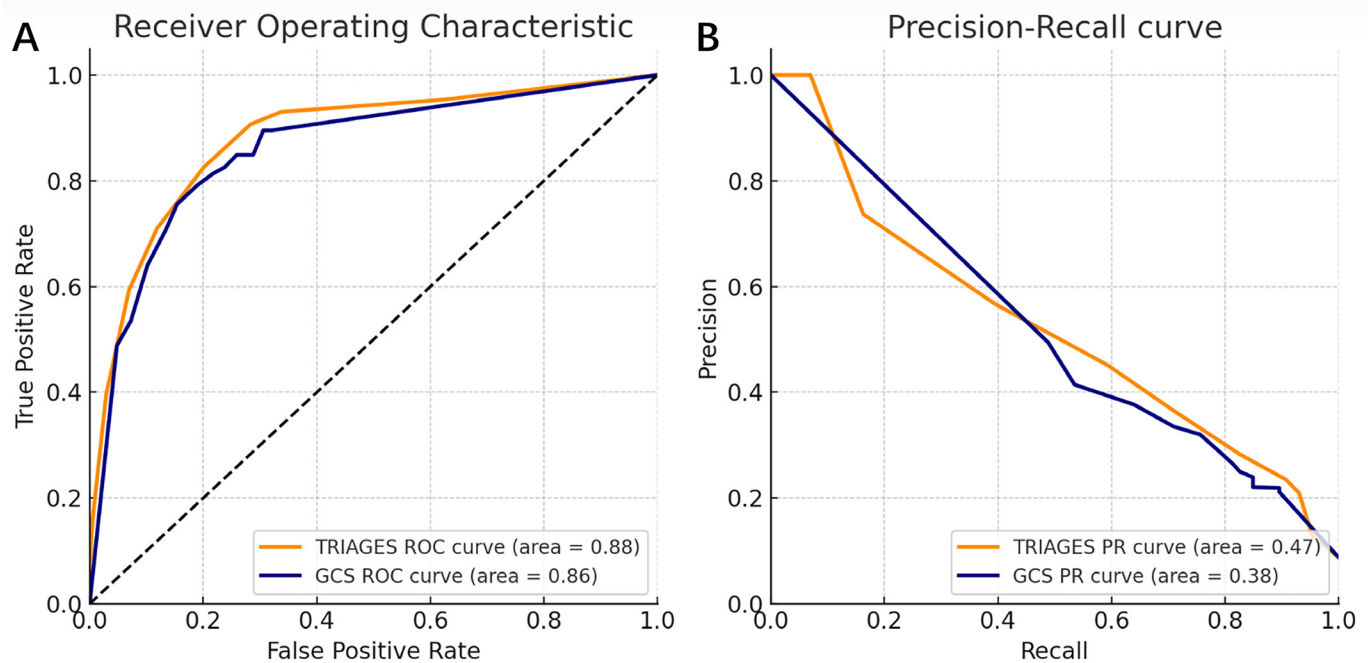 A
Receiver Operating Characteristic
True Positive Rate
1.0
0.8
0.6
0.4
0.2
0.0
TRIAGES ROC curve (area = 0.88)
GCS ROC curve (area = 0.86)
0.0 0.2 0.4 0.6 0.8 1.0
False Positive Rate
B
Precision-Recall curve
Precision
1.0
0.8
0.6
0.4
0.2
0.0
TRIAGES PR curve (area = 0.47)
GCS PR curve (area = 0.38)
0.0 0.2 0.4 0.6 0.8 1.0
Recall